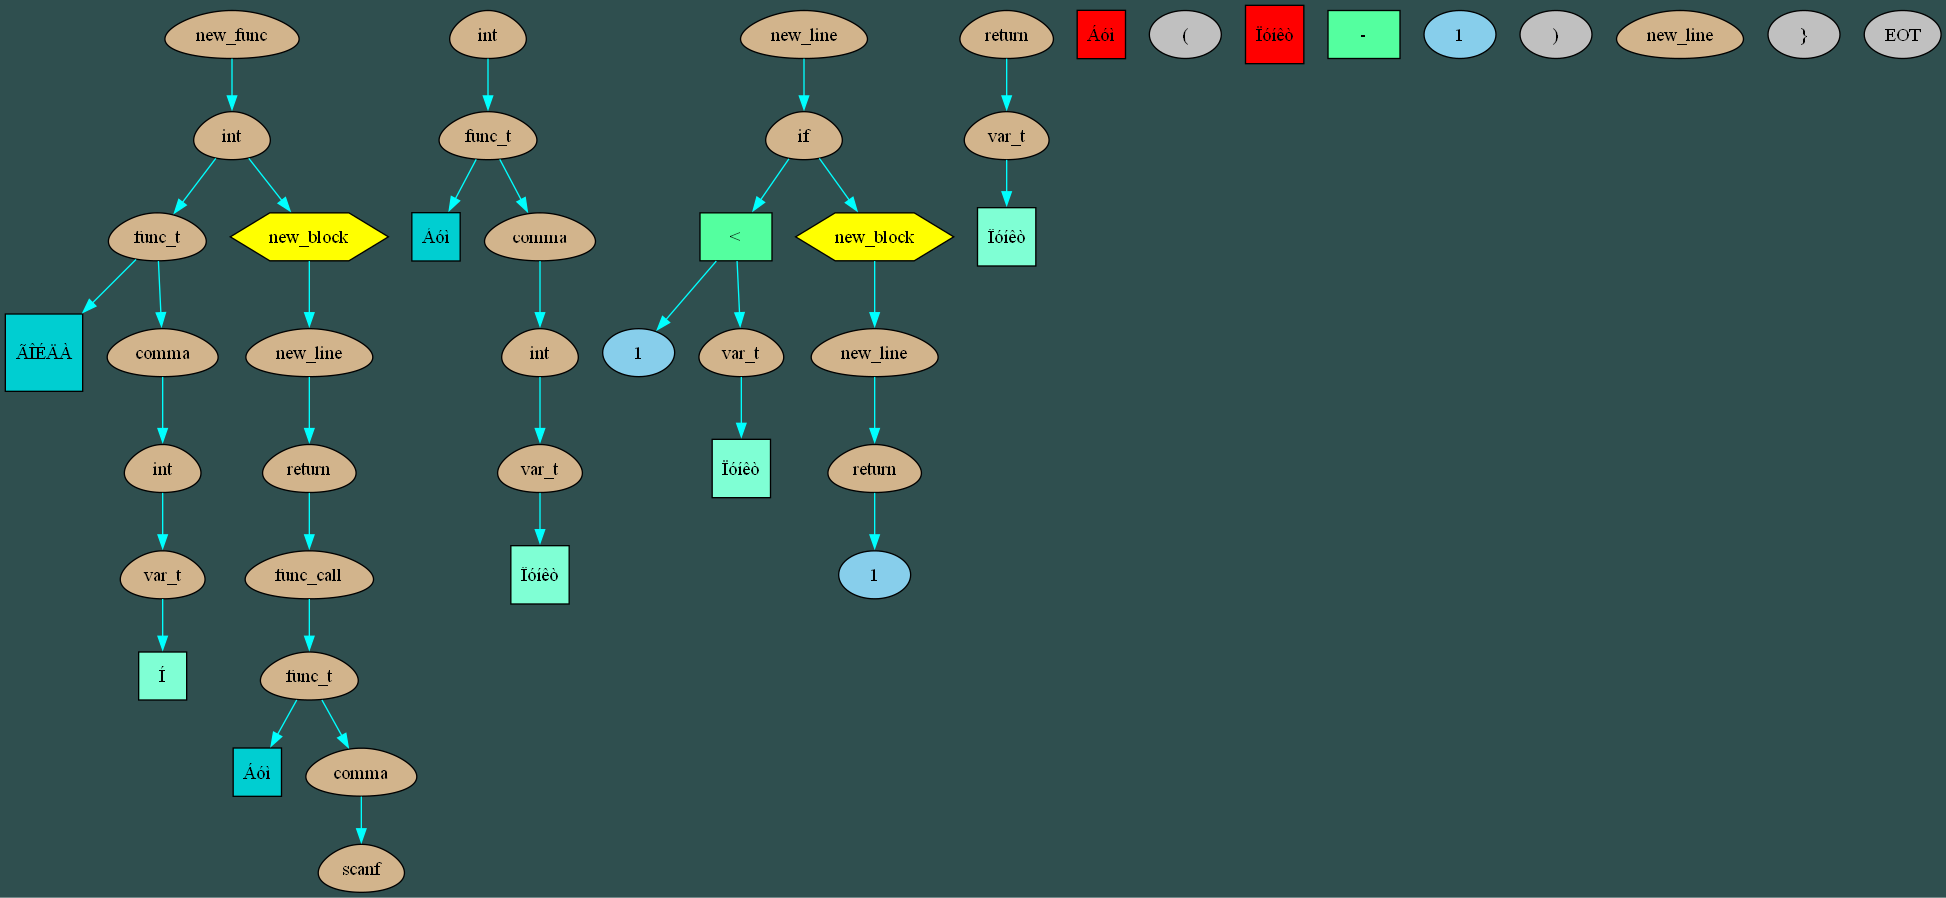 new_func
int
new_line
return
Áóì
(
Ïóíêò
-
1
)
new_line
}
EOT
int
func_t
if
var_t
func_t
new_block
Áóì
comma
<
new_block
Ïóíêò
ÃÎÉÄÀ
comma
new_line
int
1
var_t
new_line
int
return
var_t
Ïóíêò
return
var_t
func_call
Ïóíêò
1
Í
func_t
Áóì
comma
scanf